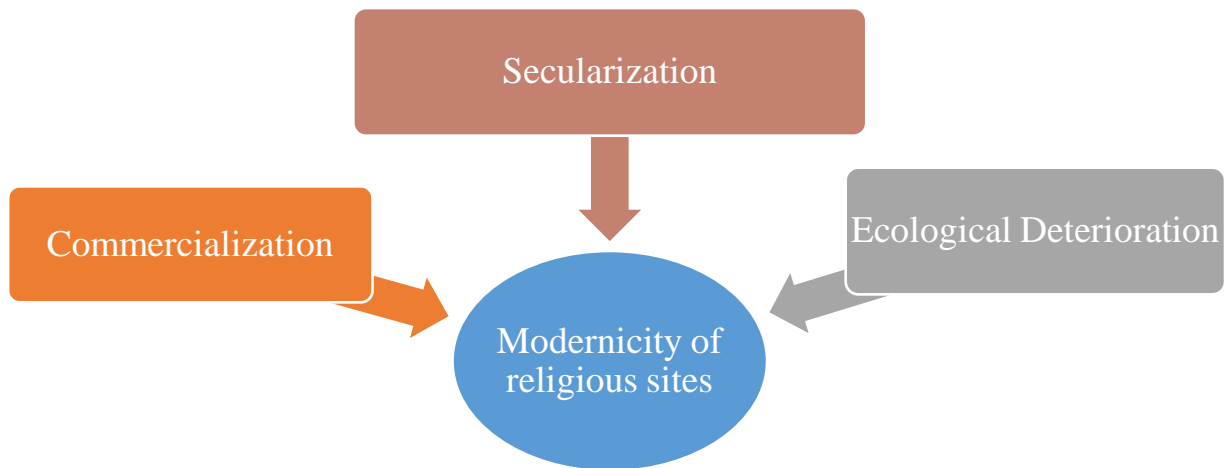 Secularization
Commercialization
Ecological Deterioration
Modernicity of
religious sites